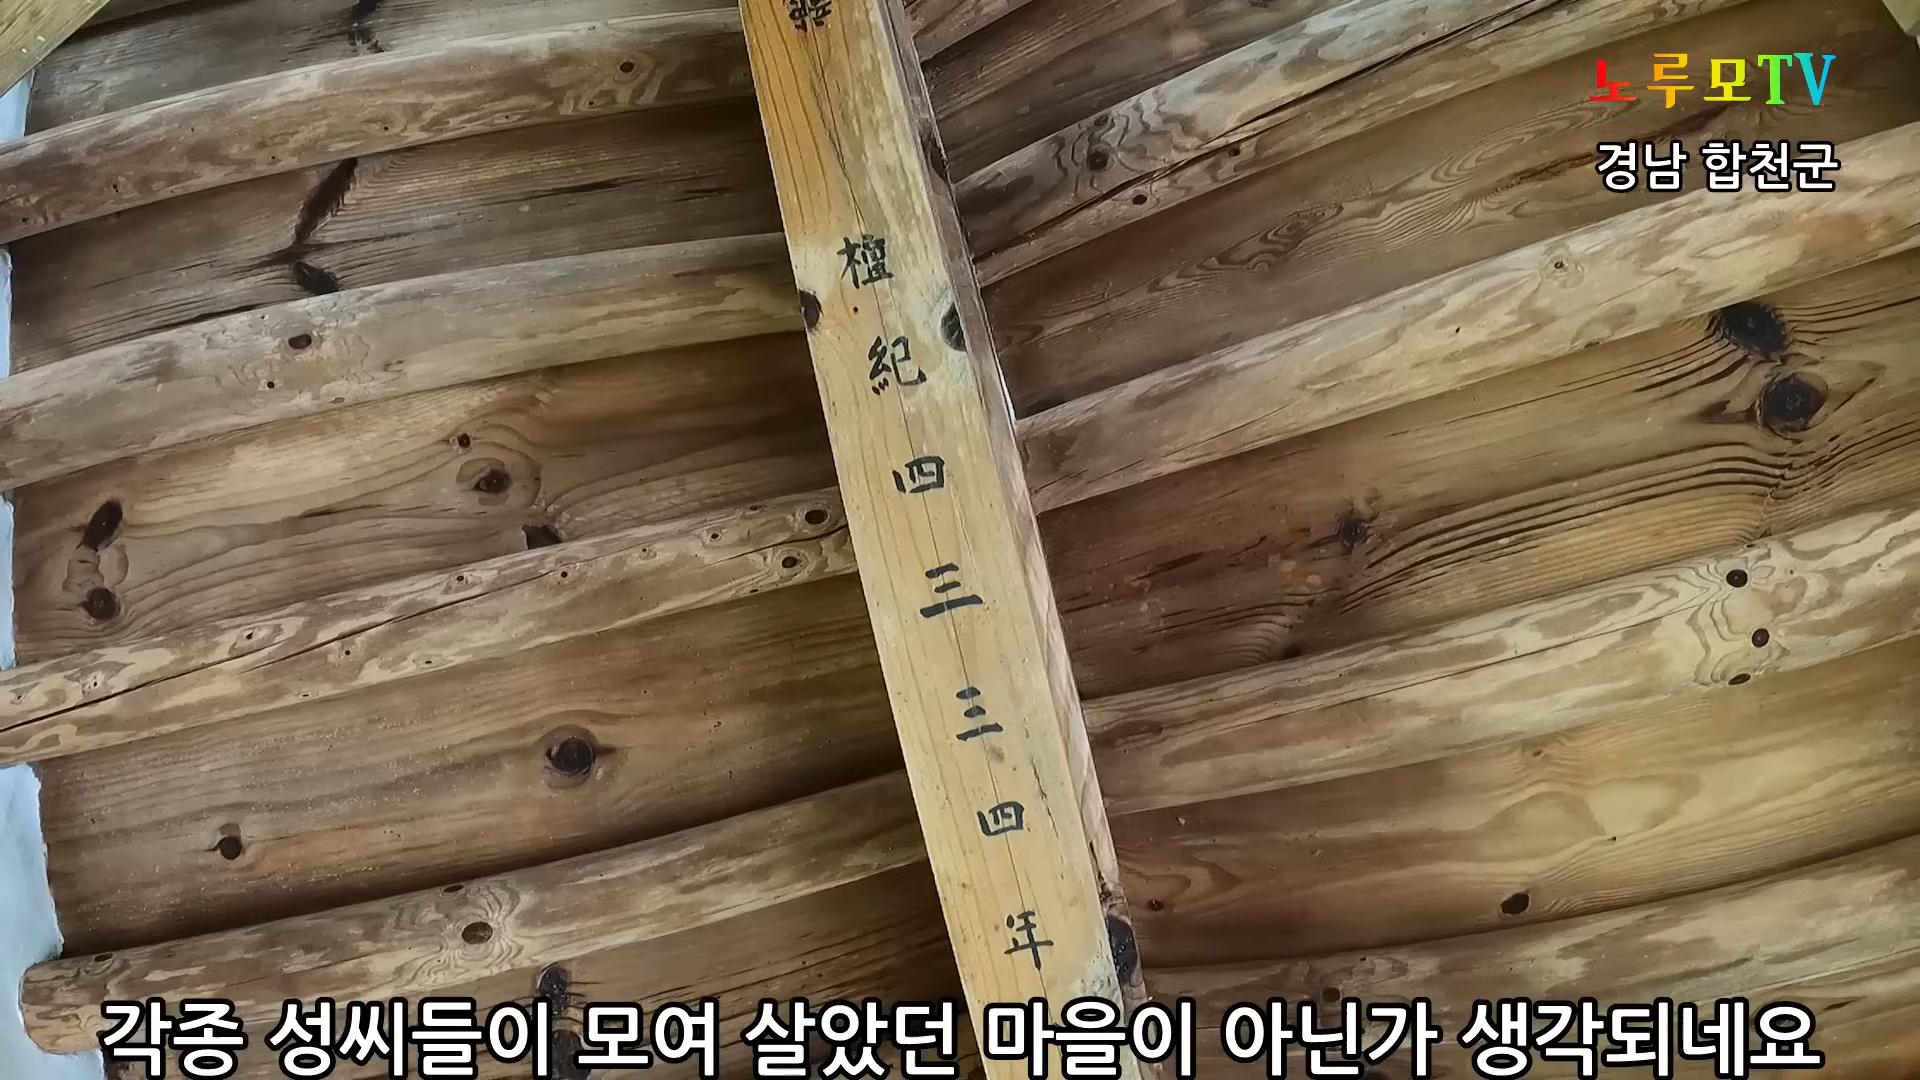 노루모TV
경남 합천군
龍
檀紀四三三四年
각종 성씨들이 모여 살았던 마을이 아닌가 생각되네요